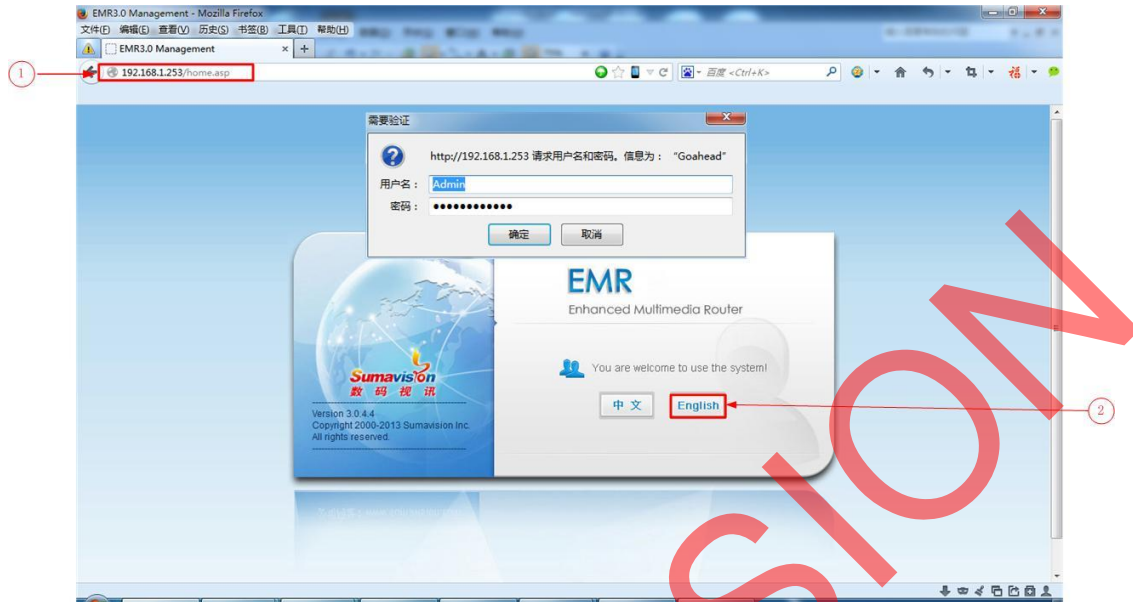 EMR3.0 Management - Mozilla Firefox
文件(F) 编辑(E) 查看(V) 历史(S) 书签(B) 工具(T) 帮助(H)
EMR3.0 Management × +
1
192.168.1.253/home.asp
百度 <Ctrl+K>
福
需要验证
http://192.168.1.253 请求用户名和密码。信息为： “Goahead”
用户名： Admin
密码： ●●●●●●●●●●●●
确定 取消
EMR
Enhanced Multimedia Router
You are welcome to use the system!
Sumavision
数码视讯
中文 English
2
Version 3.0.4.4
Copyright 2000-2013 Sumavision Inc.
All rights reserved.
SION